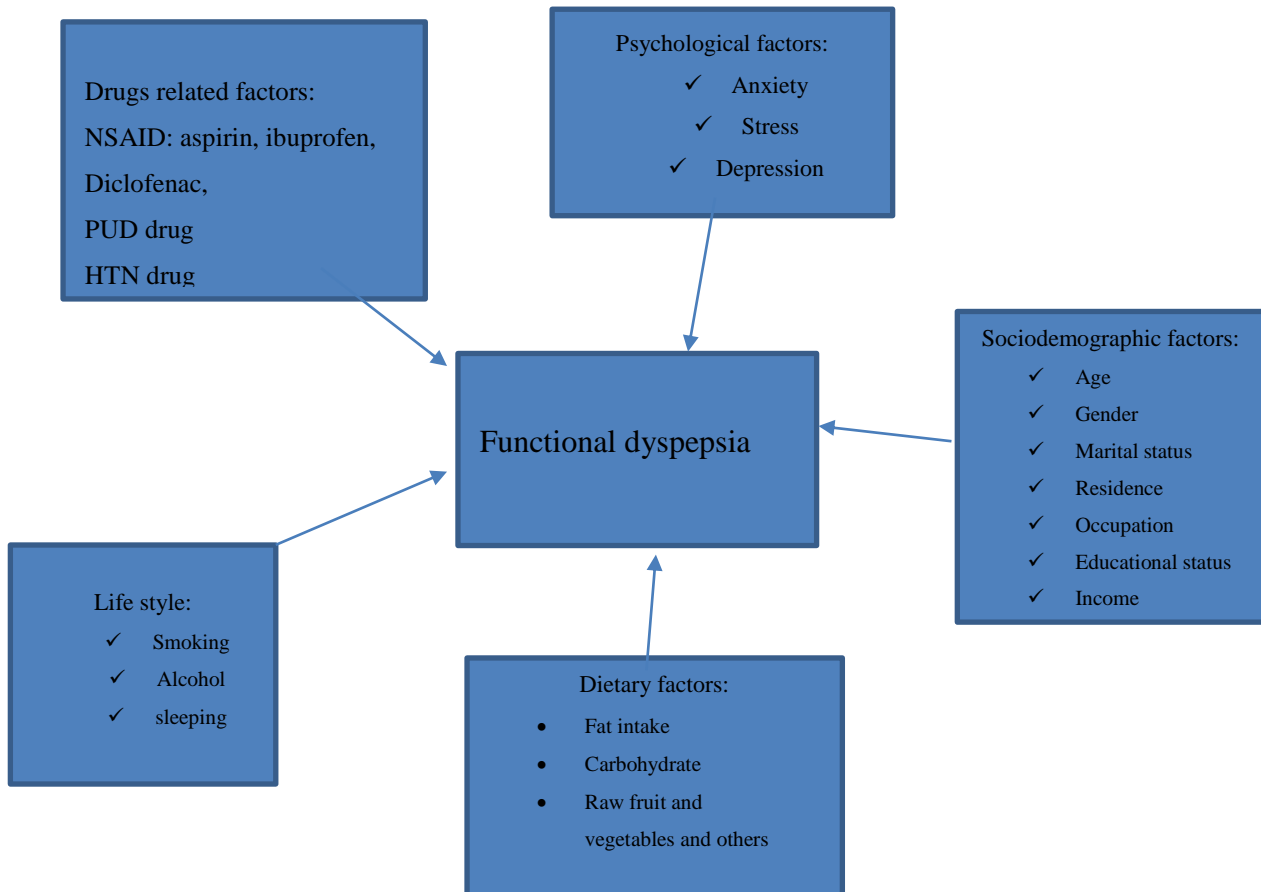 Drugs related factors:
NSAID: aspirin, ibuprofen,
Diclofenac,
PUD drug
HTN drug
Psychological factors:
✓ Anxiety
✓ Stress
✓ Depression
Functional dyspepsia
Sociodemographic factors:
✓ Age
✓ Gender
✓ Marital status
✓ Residence
✓ Occupation
✓ Educational status
✓ Income
Life style:
✓ Smoking
✓ Alcohol
✓ sleeping
Dietary factors:
• Fat intake
• Carbohydrate
• Raw fruit and
vegetables and others